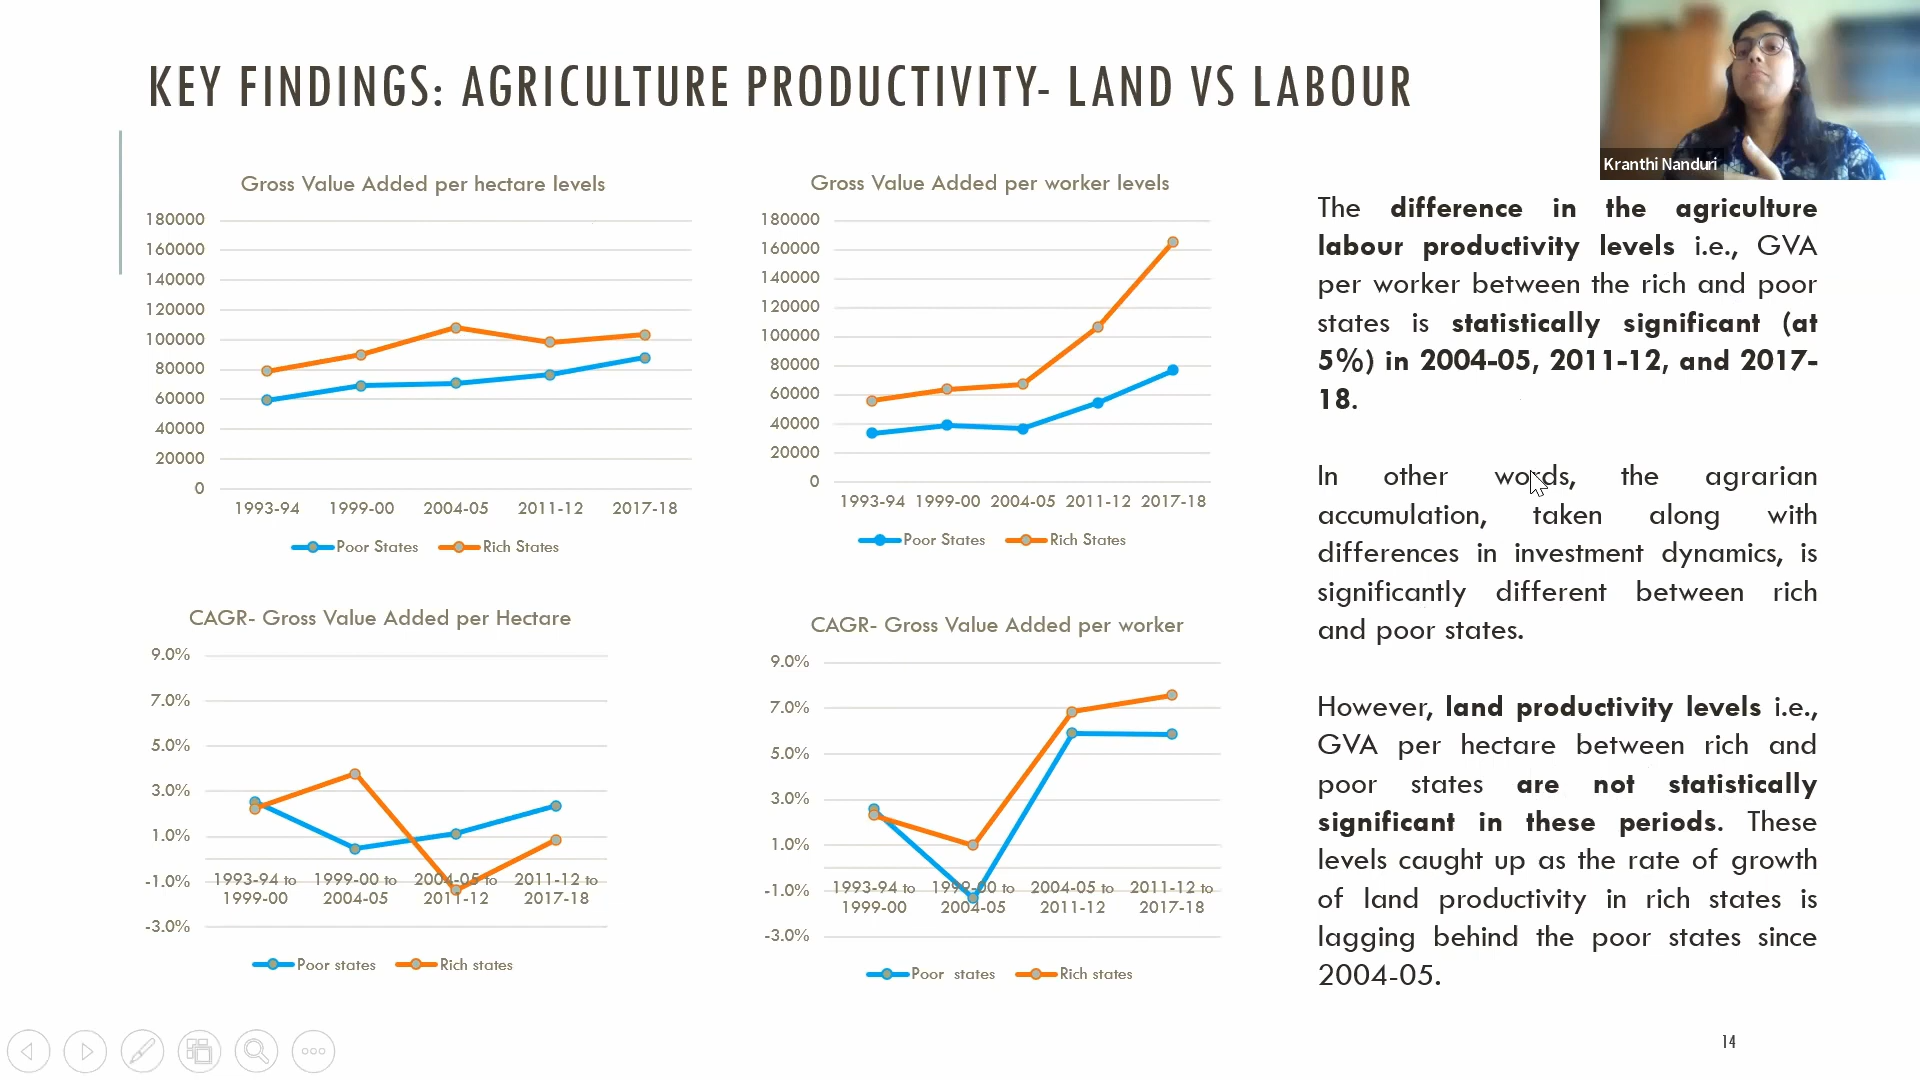 KEY FINDINGS: AGRICULTURE PRODUCTIVITY- LAND VS LABOUR
Kranthi Nanduri
Gross Value Added per hectare levels
180000
160000
140000
120000
100000
80000
60000
40000
20000
0
1993-94 1999-00 2004-05 2011-12 2017-18
Poor States Rich States
Gross Value Added per worker levels
180000
160000
140000
120000
100000
80000
60000
40000
20000
0
1993-94 1999-00 2004-05 2011-12 2017-18
Poor States Rich States
CAGR- Gross Value Added per Hectare
9.0%
7.0%
5.0%
3.0%
1.0%
-1.0%
-3.0%
1993-94 to 1999-00 to 2004-05 to 2011-12 to
1999-00 2004-05 2011-12 2017-18
Poor states Rich states
CAGR- Gross Value Added per worker
9.0%
7.0%
5.0%
3.0%
1.0%
-1.0%
-3.0%
1993-94 to 1999-00 to 2004-05 to 2011-12 to
1999-00 2004-05 2011-12 2017-18
Poor states Rich states
The difference in the agriculture
labour productivity levels i.e., GVA
per worker between the rich and poor
states is statistically significant (at
5%) in 2004-05, 2011-12, and 2017-
18.
In other words, the agrarian
accumulation, taken along with
differences in investment dynamics, is
significantly different between rich
and poor states.
However, land productivity levels i.e.,
GVA per hectare between rich and
poor states are not statistically
significant in these periods. These
levels caught up as the rate of growth
of land productivity in rich states is
lagging behind the poor states since
2004-05.
14